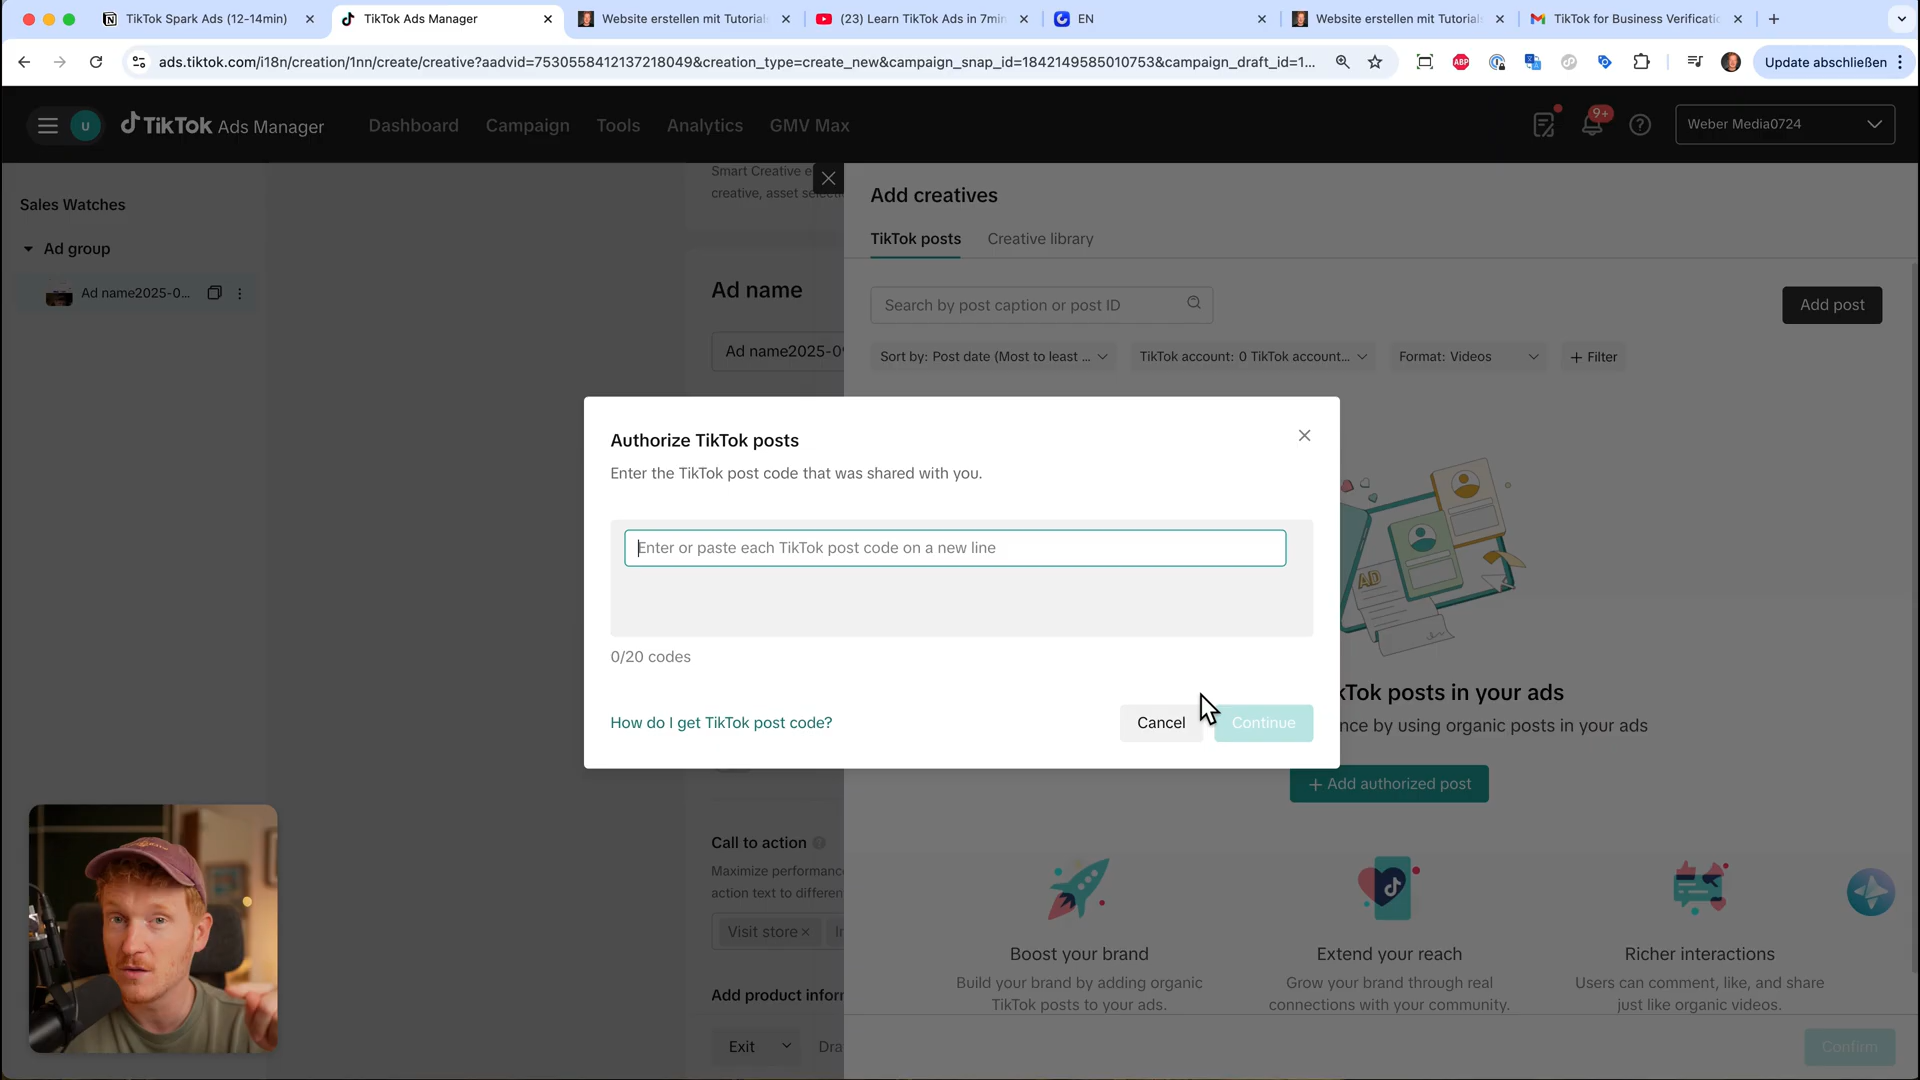 TikTok Spark Ads (12-14min)
TikTok Ads Manager
Website erstellen mit Tutorial
(23) Learn TikTok Ads in 7min
EN
Website erstellen mit Tutorial
TikTok for Business Verificati
ads.tiktok.com/i18n/creation/1nn/create/creative?aadvid=7530558412137218049&creation_type=create_new&campaign_snap_id=1842149585010753&campaign_draft_id=1...
ABP
Update abschließen
U
TikTok Ads Manager
Dashboard
Campaign
Tools
Analytics
GMV Max
9+
Weber Media0724
Sales Watches
Ad group
Ad name2025-0...
Smart Creative e
creative, asset sele
Ad name
Ad name2025-0
Add creatives
TikTok posts
Creative library
Search by post caption or post ID
Add post
Sort by: Post date (Most to least ...
TikTok account: 0 TikTok account...
Format: Videos
+ Filter
Authorize TikTok posts
Enter the TikTok post code that was shared with you.
Enter or paste each TikTok post code on a new line
0/20 codes
How do I get TikTok post code?
Cancel
Continue
AD
kTok posts in your ads
nce by using organic posts in your ads
+ Add authorized post
Call to action
Maximize performance
action text to differen
Visit store ×
Boost your brand
Build your brand by adding organic
TikTok posts to your ads.
Extend your reach
Grow your brand through real
connections with your community.
Richer interactions
Users can comment, like, and share
just like organic videos.
Add product inform
Exit
Dra
Confirm